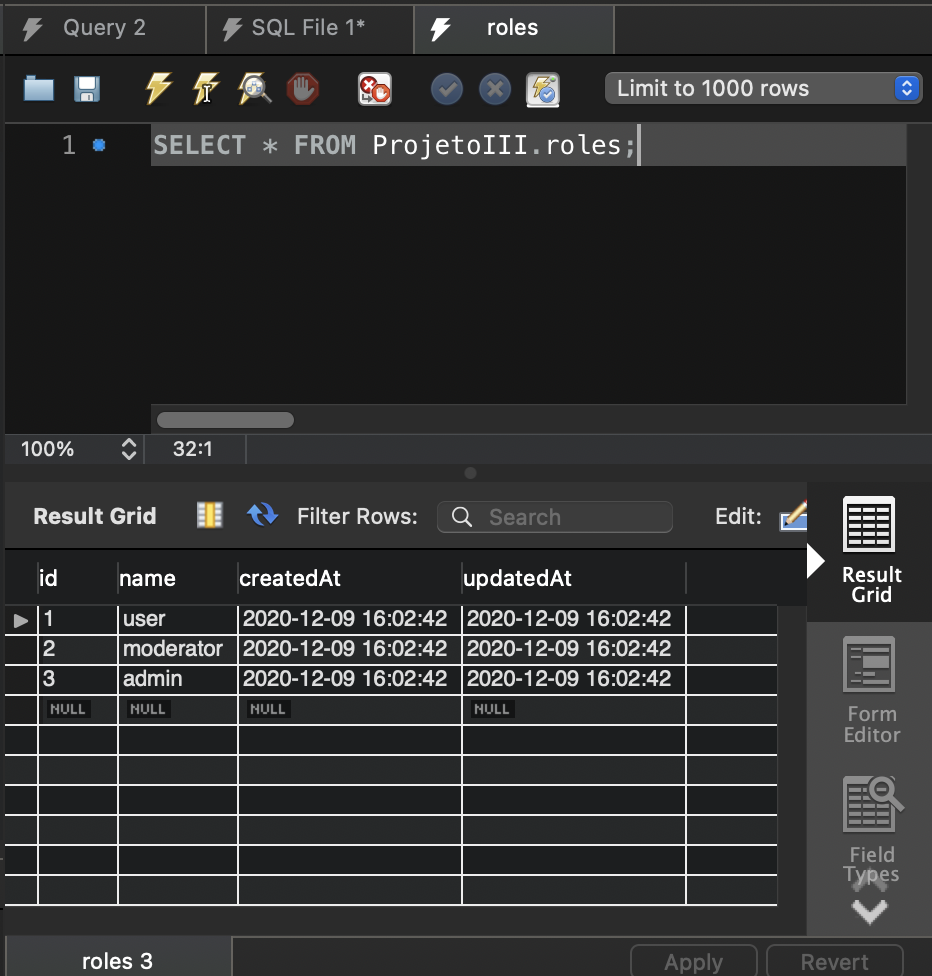 Query 2 SQL File 1* roles
Limit to 1000 rows
1 SELECT * FROM ProjetoIII.roles;
100% 32:1
Result Grid Filter Rows: Search Edit:
Result
Grid
id name createdAt updatedAt
1 user 2020-12-09 16:02:42 2020-12-09 16:02:42
2 moderator 2020-12-09 16:02:42 2020-12-09 16:02:42
3 admin 2020-12-09 16:02:42 2020-12-09 16:02:42
NULL NULL NULL NULL
Form
Editor
Field
Types
roles 3 Apply Revert